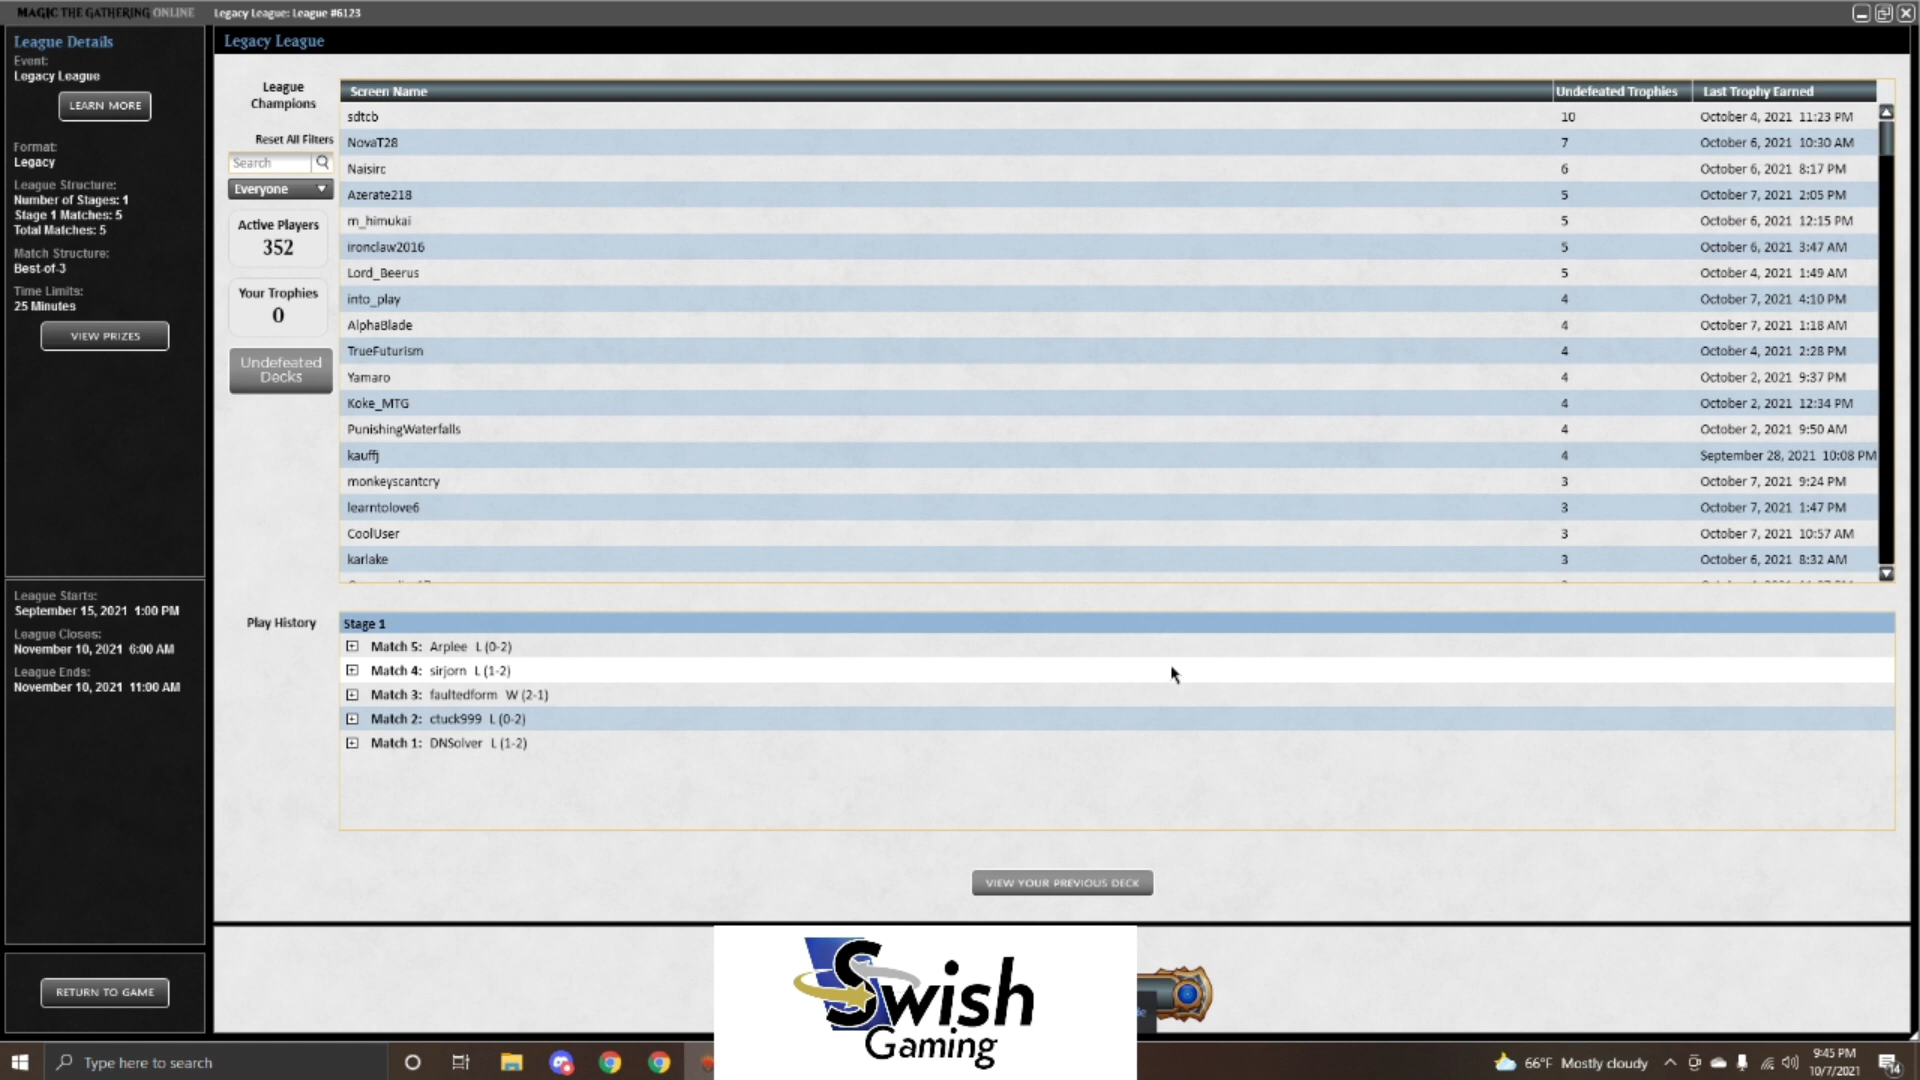 MAGIC THE GATHERING ONLINE
Legacy League: League #6123
League Details
Event:
Legacy League
LEARN MORE
Format:
Legacy
League Structure:
Number of Stages: 1
Stage 1 Matches: 5
Total Matches: 5
Match Structure:
Best-of-3
Time Limits:
25 Minutes
VIEW PRIZES
League Starts:
September 15, 2021 1:00 PM
League Closes:
November 10, 2021 6:00 AM
League Ends:
November 10, 2021 11:00 AM
RETURN TO GAME
Legacy League
League
Champions
Reset All Filters
Search
Everyone
Active Players
352
Your Trophies
0
Undefeated
Decks
Screen Name Undefeated Trophies Last Trophy Earned
sdtcb 10 October 4, 2021 11:23 PM
NovaT28 7 October 6, 2021 10:30 AM
Naisirc 6 October 6, 2021 8:17 PM
Azerate218 5 October 7, 2021 2:05 PM
m_himukai 5 October 6, 2021 12:15 PM
ironclaw2016 5 October 6, 2021 3:47 AM
Lord_Beerus 5 October 4, 2021 1:49 AM
into_play 4 October 7, 2021 4:10 PM
AlphaBlade 4 October 7, 2021 1:18 AM
TrueFuturism 4 October 4, 2021 2:28 PM
Yamaro 4 October 2, 2021 9:37 PM
Koke_MTG 4 October 2, 2021 12:34 PM
PunishingWaterfalls 4 October 2, 2021 9:50 AM
kauffj 4 September 28, 2021 10:08 PM
monkeyscantcry 3 October 7, 2021 9:24 PM
learntolove6 3 October 7, 2021 1:47 PM
CoolUser 3 October 7, 2021 10:57 AM
karlake 3 October 6, 2021 8:32 AM
Play History
Stage 1
Match 5: Arplee L (0-2)
Match 4: sirjorn L (1-2)
Match 3: faultedform W (2-1)
Match 2: ctuck999 L (0-2)
Match 1: DNSolver L (1-2)
VIEW YOUR PREVIOUS DECK
Swish
Gaming
Type here to search
66°F Mostly cloudy
9:45 PM
10/7/2021
14